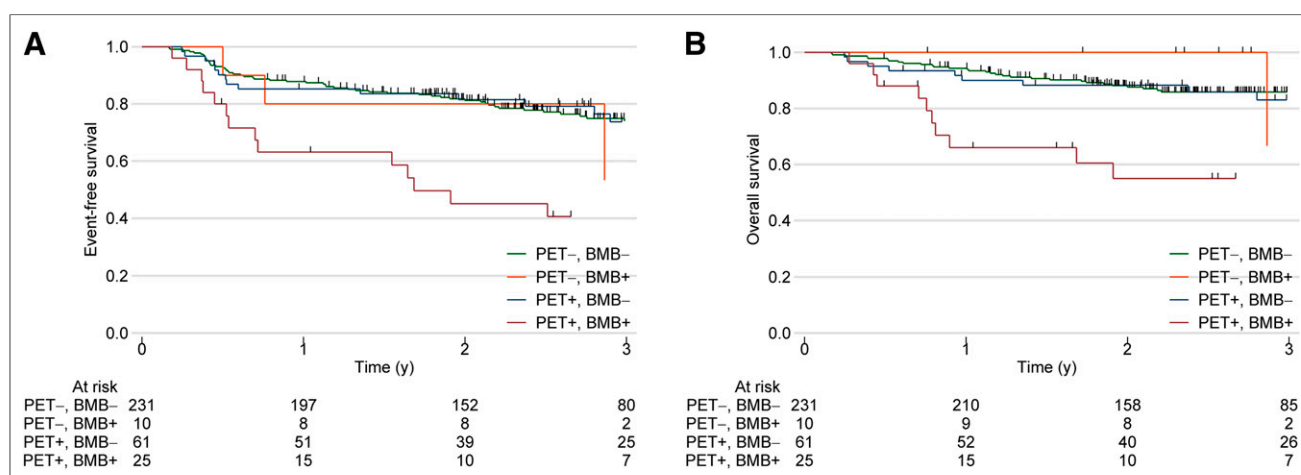 A
Event-free survival
1.0
0.8
0.6
0.4
0.2
0.0
PET−, BMB−
PET−, BMB+
PET+, BMB−
PET+, BMB+
0 1 2 3
Time (y)
At risk
PET−, BMB− 231 197 152 80
PET−, BMB+ 10 8 8 2
PET+, BMB− 61 51 39 25
PET+, BMB+ 25 15 10 7
B
Overall survival
1.0
0.8
0.6
0.4
0.2
0.0
PET−, BMB−
PET−, BMB+
PET+, BMB−
PET+, BMB+
0 1 2 3
Time (y)
At risk
PET−, BMB− 231 210 158 85
PET−, BMB+ 10 9 8 2
PET+, BMB− 61 52 40 26
PET+, BMB+ 25 15 10 7